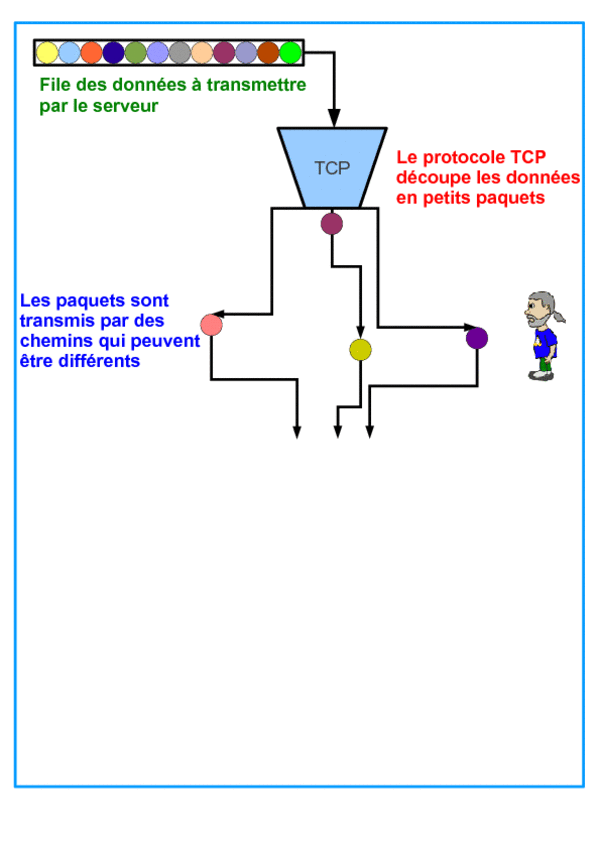 File des données à transmettre
par le serveur
TCP
Le protocole TCP
découpe les données
en petits paquets
Les paquets sont
transmis par des
chemins qui peuvent
être différents